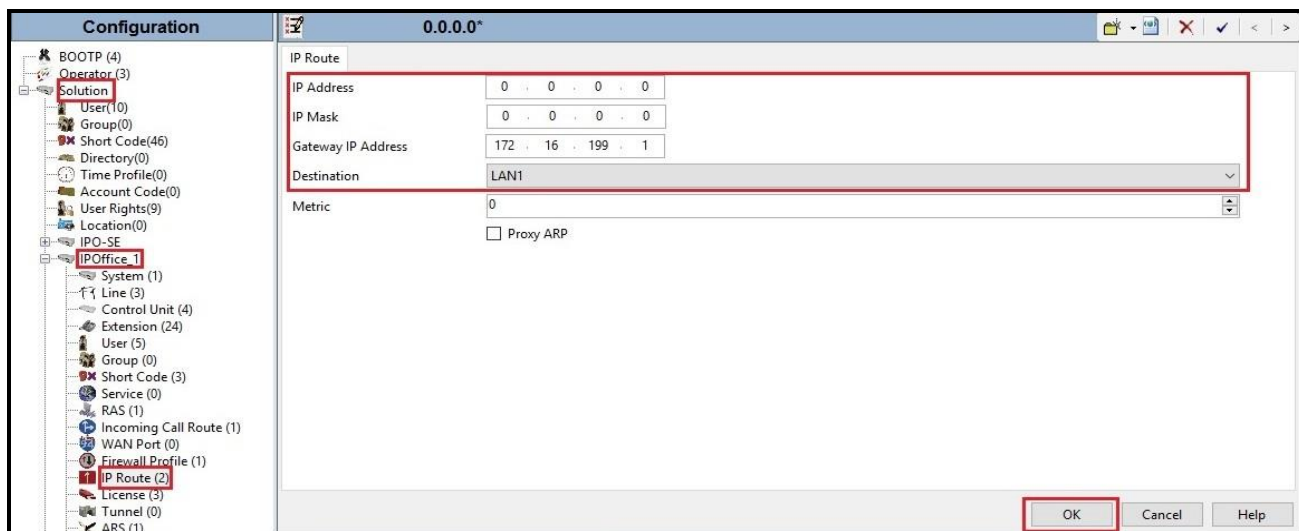 Configuration
BOOTP (4)
Operator (3)
Solution
User(10)
Group(0)
Short Code(46)
Directory(0)
Time Profile(0)
Account Code(0)
User Rights(9)
Location(0)
IPO-SE
IPOffice_1
System (1)
Line (3)
Control Unit (4)
Extension (24)
User (5)
Group (0)
Short Code (3)
Service (0)
RAS (1)
Incoming Call Route (1)
WAN Port (0)
Firewall Profile (1)
IP Route (2)
License (3)
Tunnel (0)
ARS (1)
0.0.0.0*
IP Route
IP Address 0 . 0 . 0 . 0
IP Mask 0 . 0 . 0 . 0
Gateway IP Address 172 . 16 . 199 . 1
Destination LAN1
Metric 0
Proxy ARP
OK Cancel Help